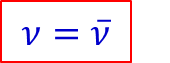 ν = ν̄